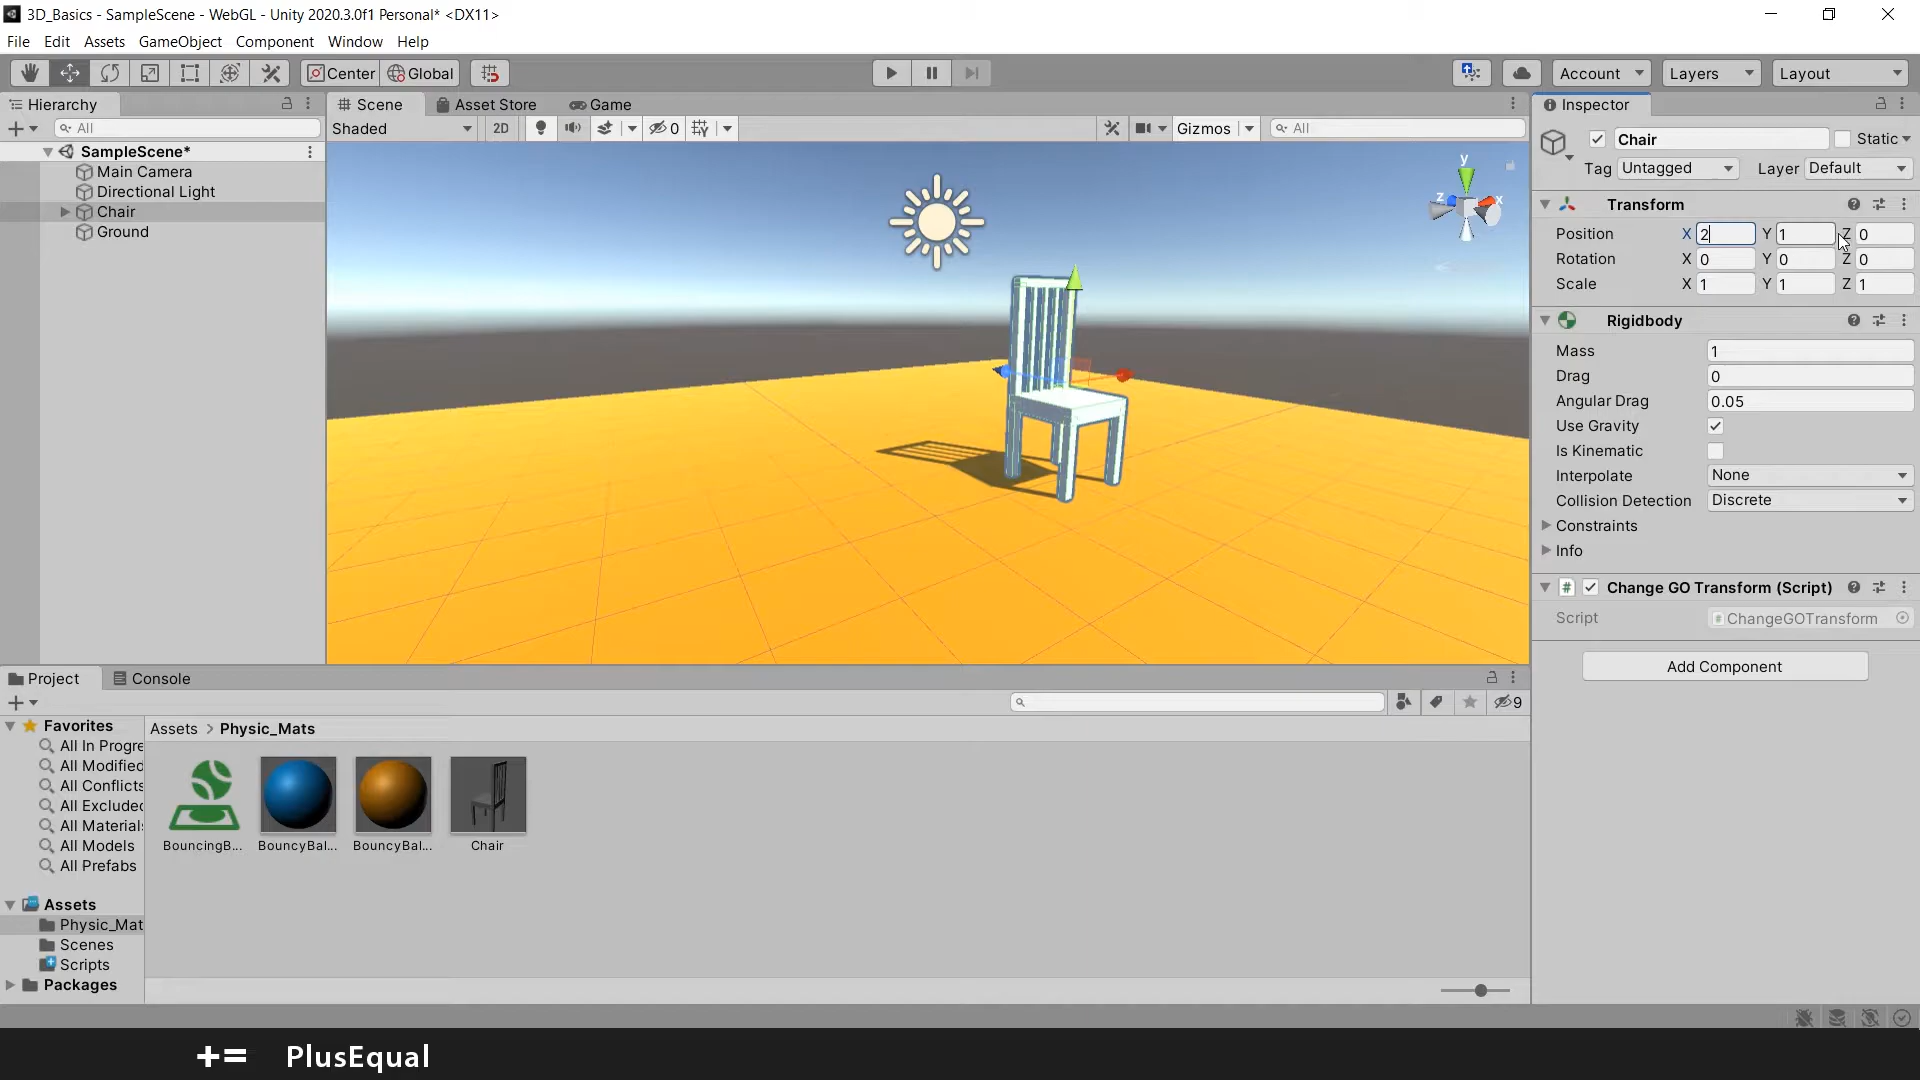 3D_Basics - SampleScene - WebGL - Unity 2020.3.0f1 Personal* <DX11>
File Edit Assets GameObject Component Window Help
Center Global Account Layers Layout
Hierarchy
All
SampleScene*
Main Camera
Directional Light
Chair
Ground
Scene Asset Store Game
Shaded 2D 0 Gizmos All
y
z x
Inspector
Chair Static
Tag Untagged Layer Default
Transform
Position X 2 Y 1 Z 0
Rotation X 0 Y 0 Z 0
Scale X 1 Y 1 Z 1
Rigidbody
Mass 1
Drag 0
Angular Drag 0.05
Use Gravity
Is Kinematic
Interpolate None
Collision Detection Discrete
Constraints
Info
# Change GO Transform (Script)
Script # ChangeGOTransform
Add Component
Project Console
9
Favorites
All In Progre
All Modified
All Conflicts
All Excluded
All Materials
All Models
All Prefabs
Assets
Physic_Mat
Scenes
Scripts
Packages
Assets > Physic_Mats
BouncingB... BouncyBal... BouncyBal... Chair
+= PlusEqual